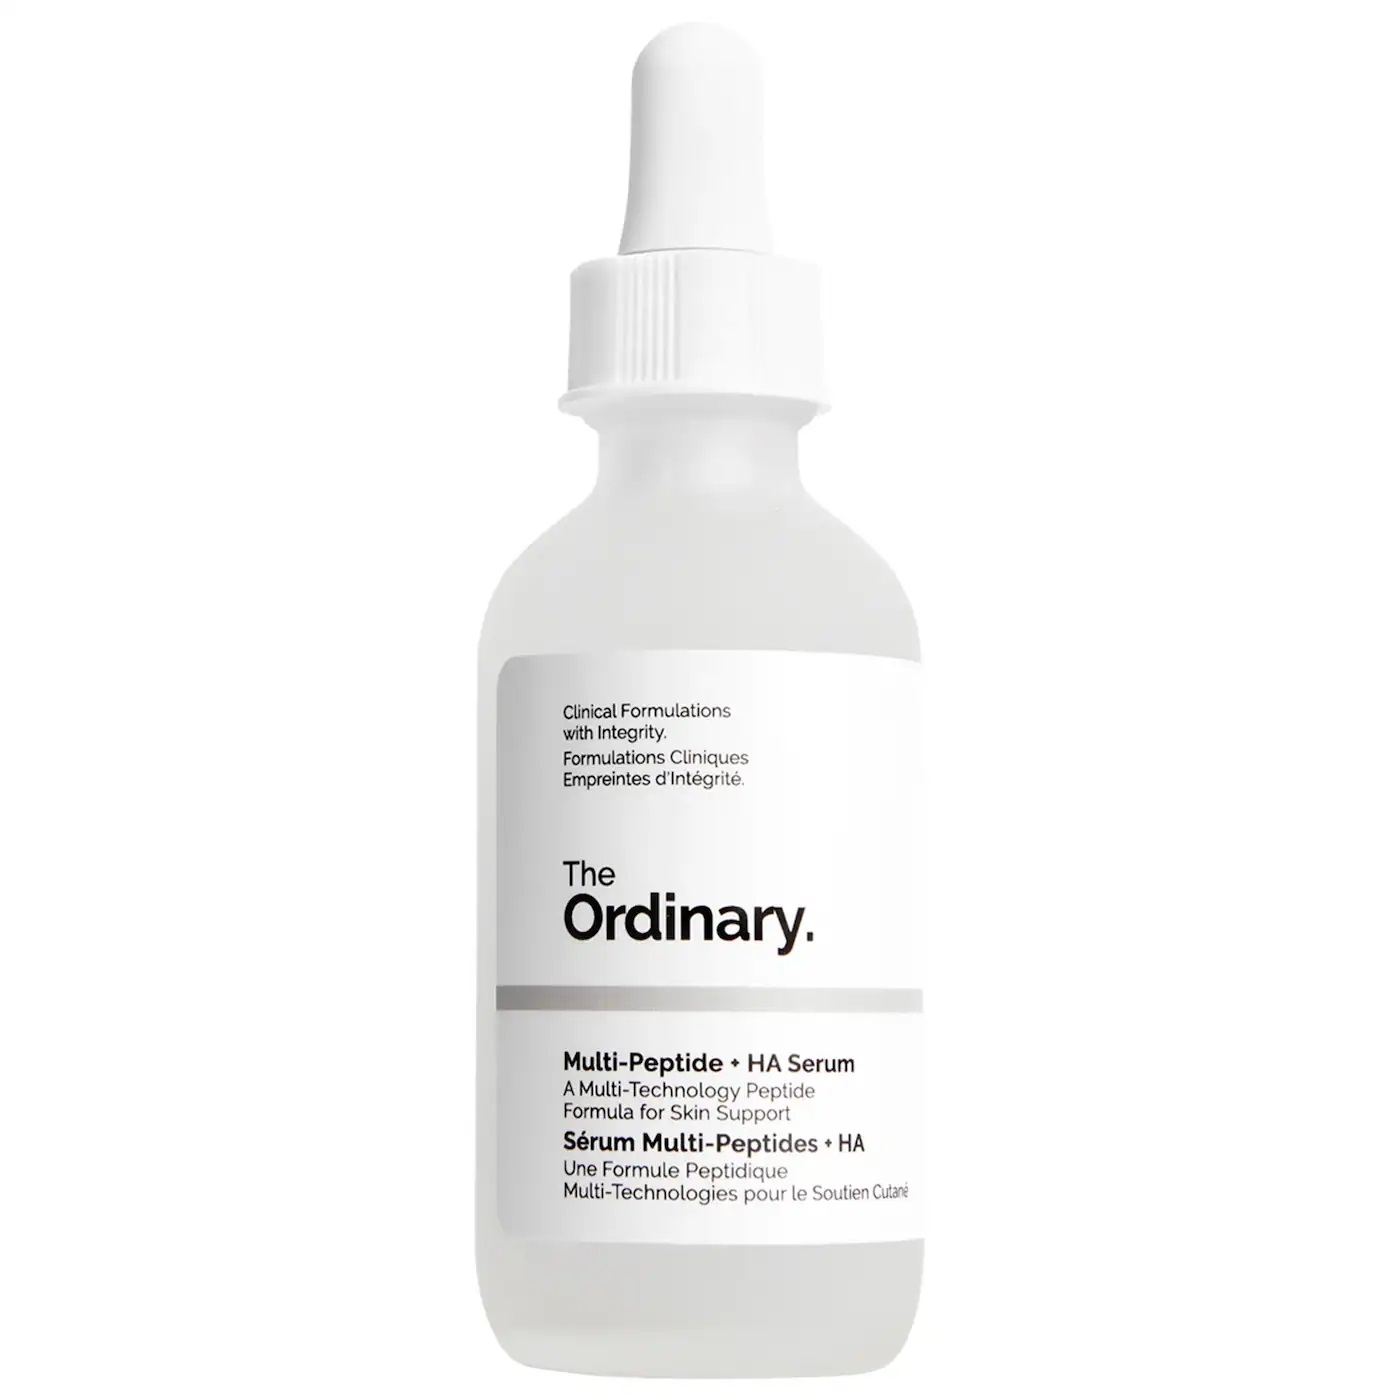 Clinical Formulations
with Integrity.
Formulations Cliniques
Empreintes d'Intégrité.
The
Ordinary.
Multi-Peptide + HA Serum
A Multi-Technology Peptide
Formula for Skin Support
Sérum Multi-Peptides + HA
Une Formule Peptidique
Multi-Technologies pour le Soutien Cutané